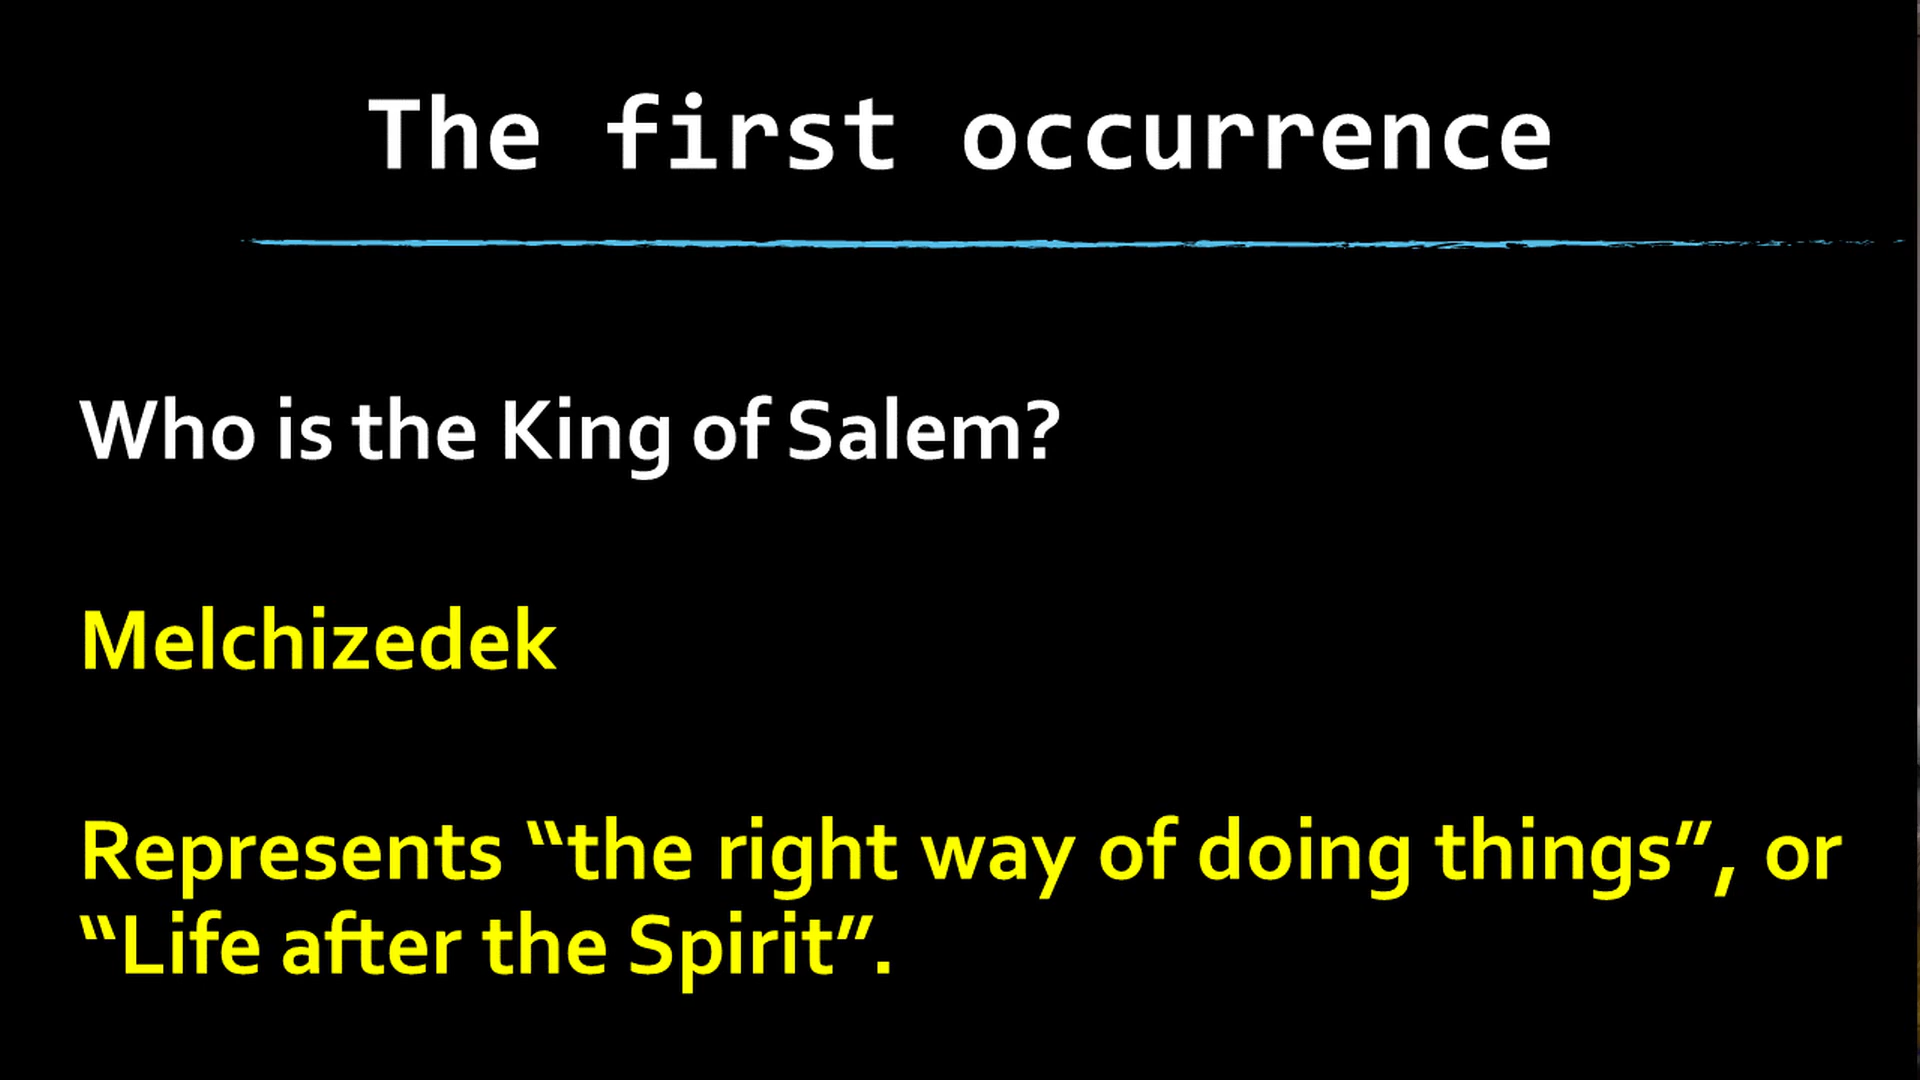 The first occurrence
Who is the King of Salem?
Melchizedek
Represents “the right way of doing things”, or
“Life after the Spirit”.